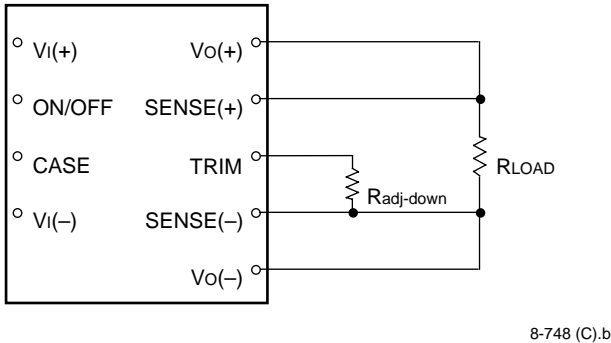 VI(+) VO(+)
ON/OFF SENSE(+)
CASE TRIM
RLOAD
Radj-down
VI(–) SENSE(–)
VO(–)
8-748 (C).b